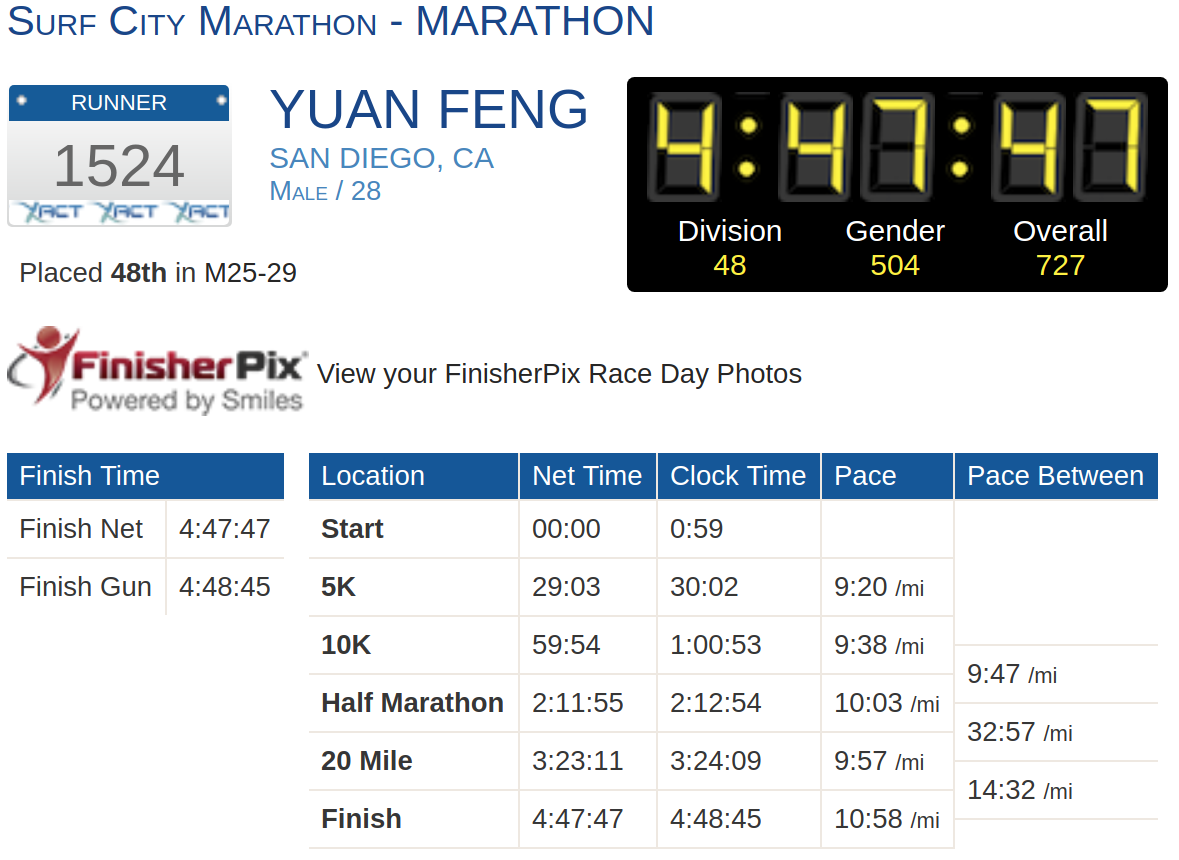 Surf City Marathon - MARATHON
RUNNER
1524
XACT XACT XACT
YUAN FENG
SAN DIEGO, CA
Male / 28
4:47:47
Division Gender Overall
48 504 727
Placed 48th in M25-29
FinisherPix®
Powered by Smiles
View your FinisherPix Race Day Photos
Finish Time
Finish Net 4:47:47
Finish Gun 4:48:45
Location Net Time Clock Time Pace Pace Between
Start 00:00 0:59
5K 29:03 30:02 9:20 /mi
10K 59:54 1:00:53 9:38 /mi
9:47 /mi
Half Marathon 2:11:55 2:12:54 10:03 /mi
32:57 /mi
20 Mile 3:23:11 3:24:09 9:57 /mi
14:32 /mi
Finish 4:47:47 4:48:45 10:58 /mi